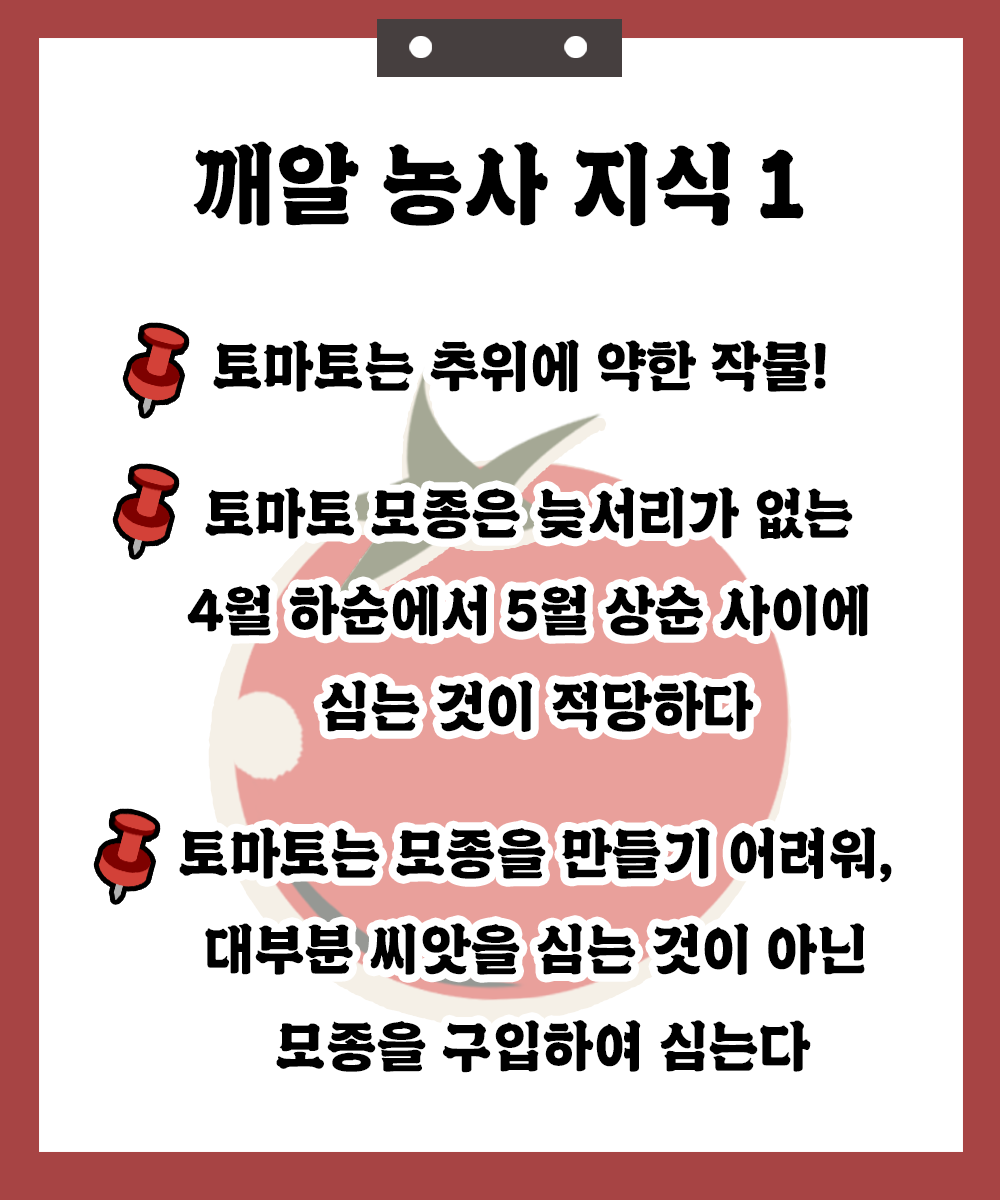 깨알 농사 지식 1
토마토는 추위에 약한 작물!
토마토 모종은 늦서리가 없는
4월 하순에서 5월 상순 사이에
심는 것이 적당하다
토마토는 모종을 만들기 어려워,
대부분 씨앗을 심는 것이 아닌
모종을 구입하여 심는다